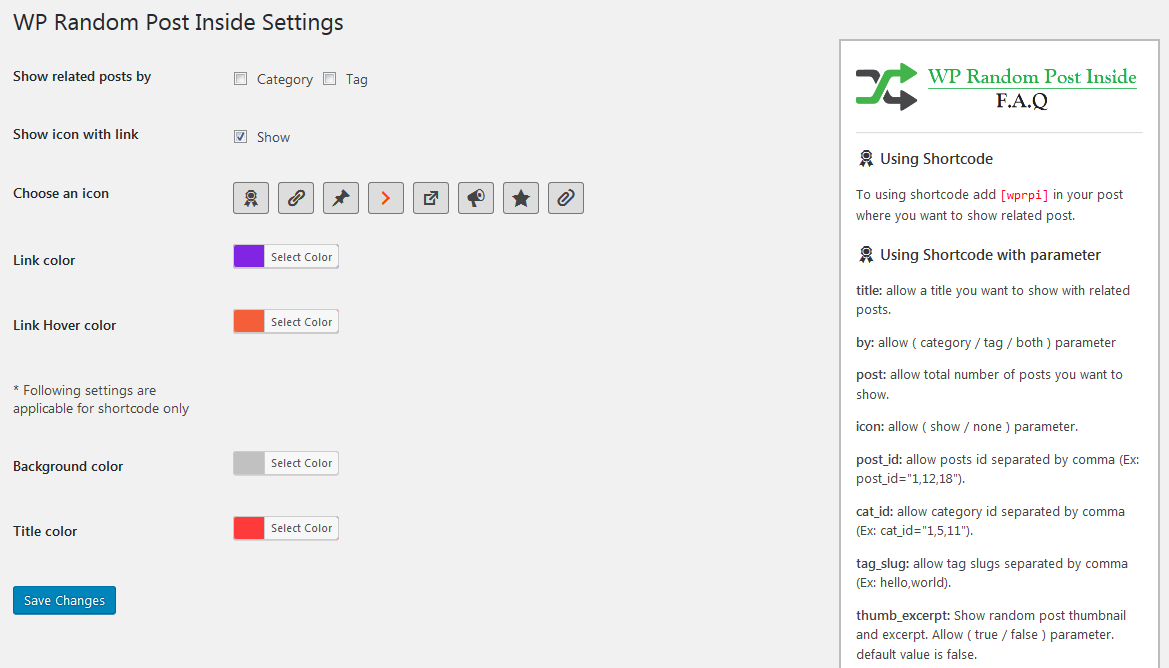 WP Random Post Inside Settings
Show related posts by
Category
Tag
Show icon with link
Show
Choose an icon
Link color
Select Color
Link Hover color
Select Color
* Following settings are
applicable for shortcode only
Background color
Select Color
Title color
Select Color
Save Changes
WP Random Post Inside
F.A.Q
Using Shortcode
To using shortcode add [wprpi] in your post
where you want to show related post.
Using Shortcode with parameter
title: allow a title you want to show with related
posts.
by: allow ( category / tag / both ) parameter
post: allow total number of posts you want to
show.
icon: allow ( show / none ) parameter.
post_id: allow posts id separated by comma (Ex:
post_id="1,12,18").
cat_id: allow category id separated by comma
(Ex: cat_id="1,5,11").
tag_slug: allow tag slugs separated by comma
(Ex: hello,world).
thumb_excerpt: Show random post thumbnail
and excerpt. Allow ( true / false ) parameter.
default value is false.